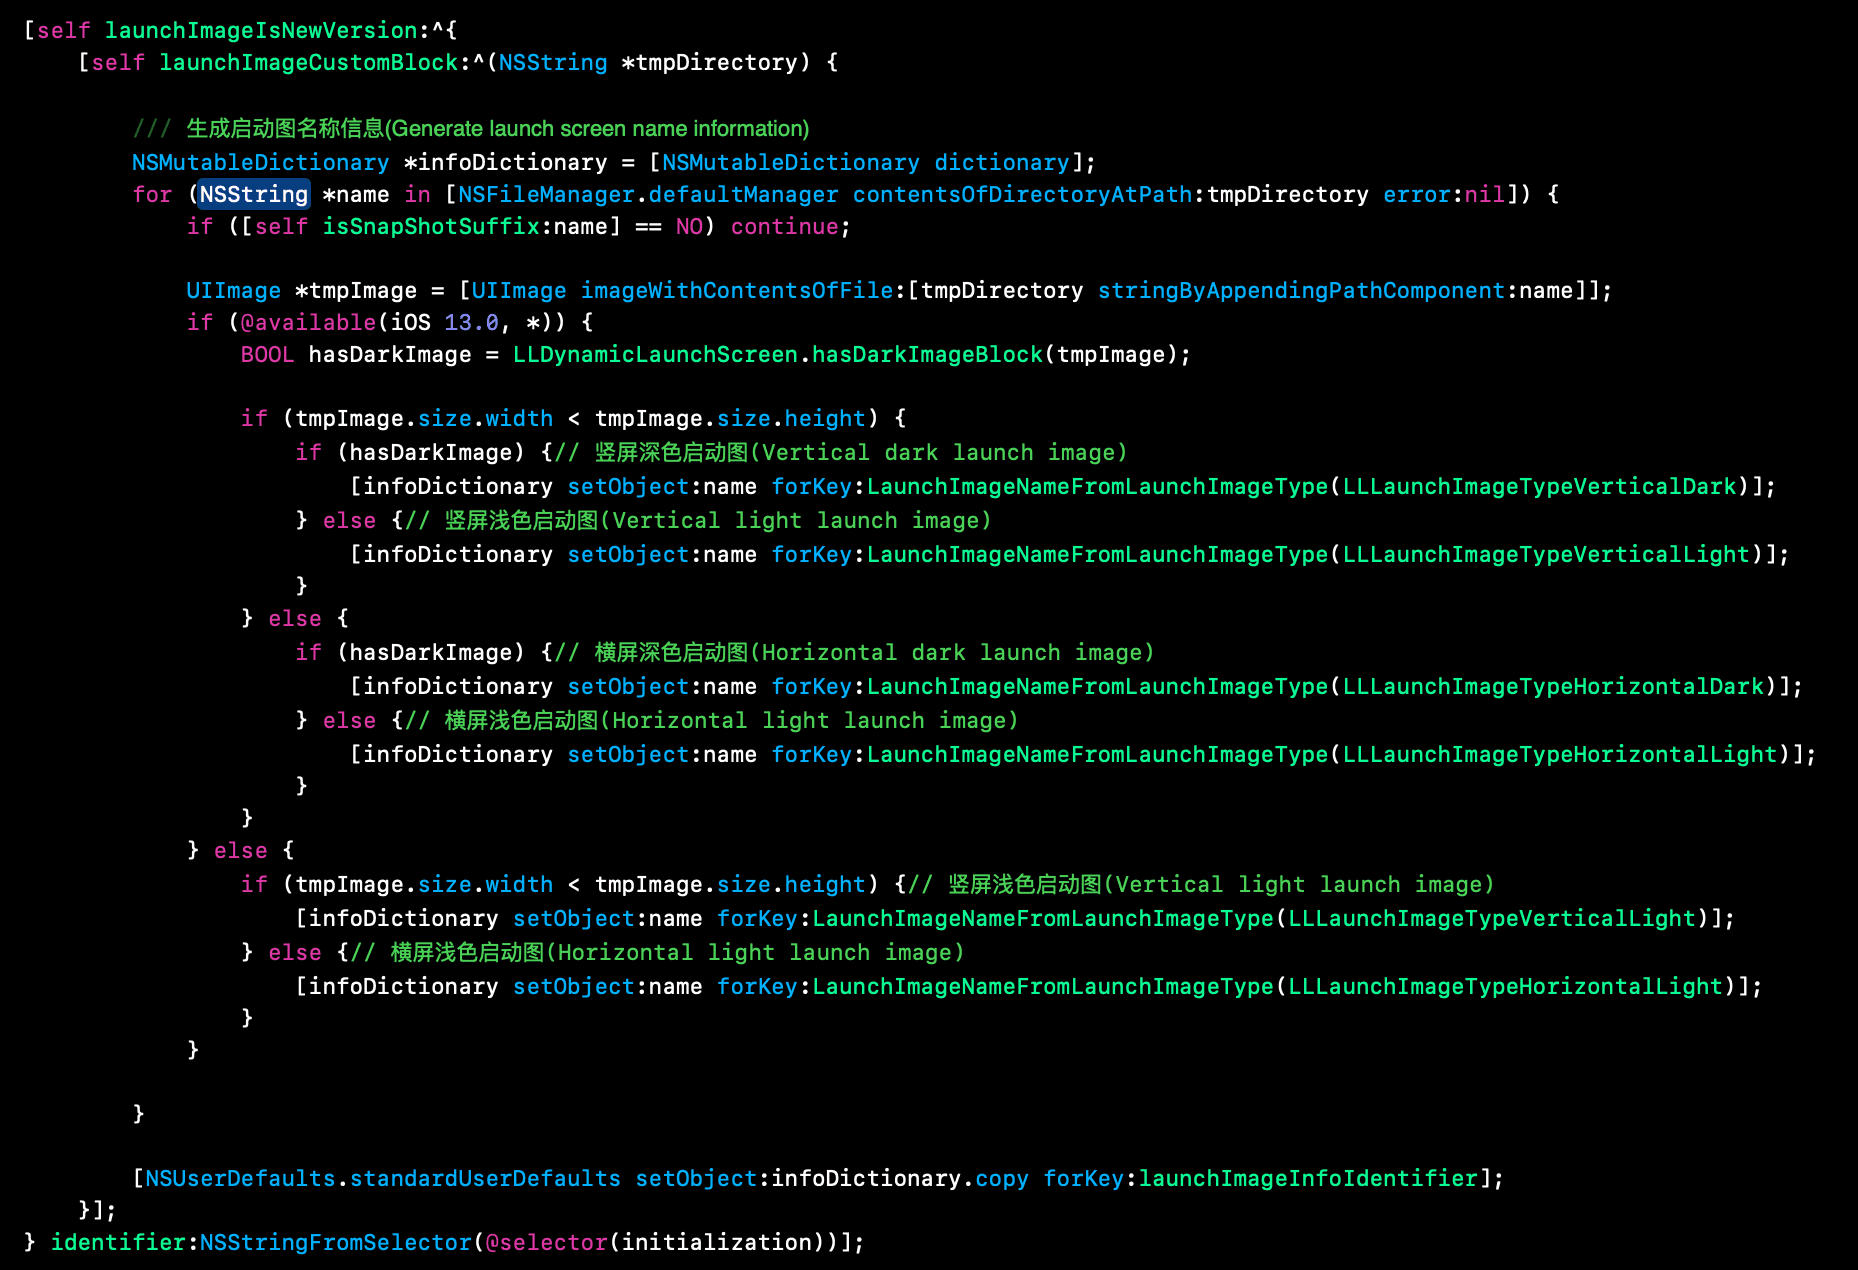 [self launchImageIsNewVersion:^{
    [self launchImageCustomBlock:^(NSString *tmpDirectory) {
        /// 生成启动图名称信息(Generate launch screen name information)
        NSMutableDictionary *infoDictionary = [NSMutableDictionary dictionary];
        for (NSString *name in [NSFileManager.defaultManager contentsOfDirectoryAtPath:tmpDirectory error:nil]) {
            if ([self isSnapShotSuffix:name] == NO) continue;
            UIImage *tmpImage = [UIImage imageWithContentsOfFile:[tmpDirectory stringByAppendingPathComponent:name]];
            if (@available(iOS 13.0, *)) {
                BOOL hasDarkImage = LLDynamicLaunchScreen.hasDarkImageBlock(tmpImage);
                if (tmpImage.size.width < tmpImage.size.height) {
                    if (hasDarkImage) {// 竖屏深色启动图(Vertical dark launch image)
                        [infoDictionary setObject:name forKey:LaunchImageNameFromLaunchImageType(LLLaunchImageTypeVerticalDark)];
                    } else {// 竖屏浅色启动图(Vertical light launch image)
                        [infoDictionary setObject:name forKey:LaunchImageNameFromLaunchImageType(LLLaunchImageTypeVerticalLight)];
                    }
                } else {
                    if (hasDarkImage) {// 横屏深色启动图(Horizontal dark launch image)
                        [infoDictionary setObject:name forKey:LaunchImageNameFromLaunchImageType(LLLaunchImageTypeHorizontalDark)];
                    } else {// 横屏浅色启动图(Horizontal light launch image)
                        [infoDictionary setObject:name forKey:LaunchImageNameFromLaunchImageType(LLLaunchImageTypeHorizontalLight)];
                    }
                }
            } else {
                if (tmpImage.size.width < tmpImage.size.height) {// 竖屏浅色启动图(Vertical light launch image)
                    [infoDictionary setObject:name forKey:LaunchImageNameFromLaunchImageType(LLLaunchImageTypeVerticalLight)];
                } else {// 横屏浅色启动图(Horizontal light launch image)
                    [infoDictionary setObject:name forKey:LaunchImageNameFromLaunchImageType(LLLaunchImageTypeHorizontalLight)];
                }
            }
        }
        [NSUserDefaults.standardUserDefaults setObject:infoDictionary.copy forKey:launchImageInfoIdentifier];
    }];
} identifier:NSStringFromSelector(@selector(initialization))];